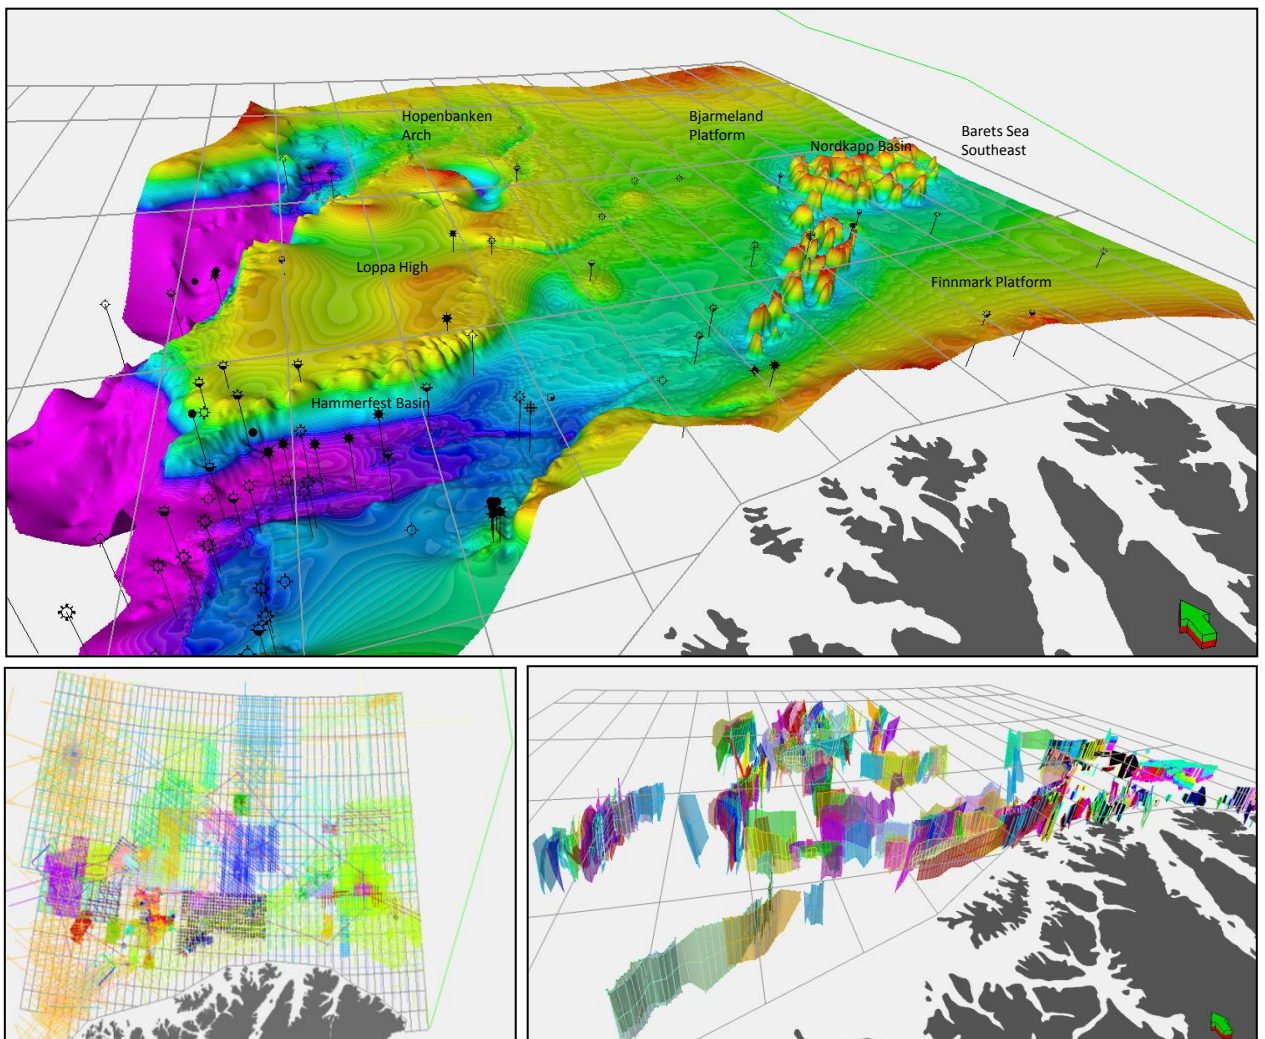 Hopenbanken
Arch
Bjarmeland
Platform
Nordkapp Basin
Barets Sea
Southeast
Loppa High
Finnmark Platform
Hammerfest Basin